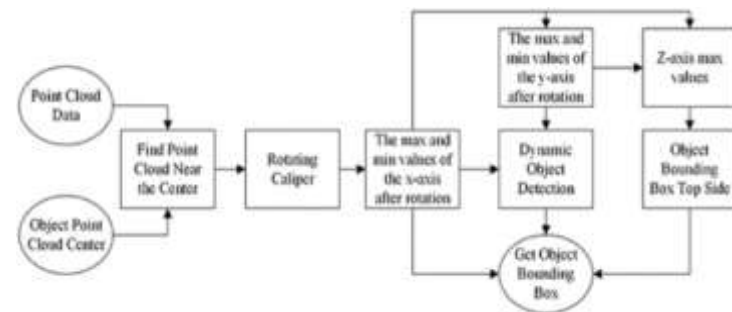 Point Cloud
Data
Object Point
Cloud Center
Find Point
Cloud Near
the Center
Rotating
Caliper
The max and
min values of
the x-axis
after rotation
The max and
min values of
the y-axis
after rotation
Z-axis max
values
Dynamic
Object
Detection
Object
Bounding
Box Top Side
Get Object
Bounding
Box